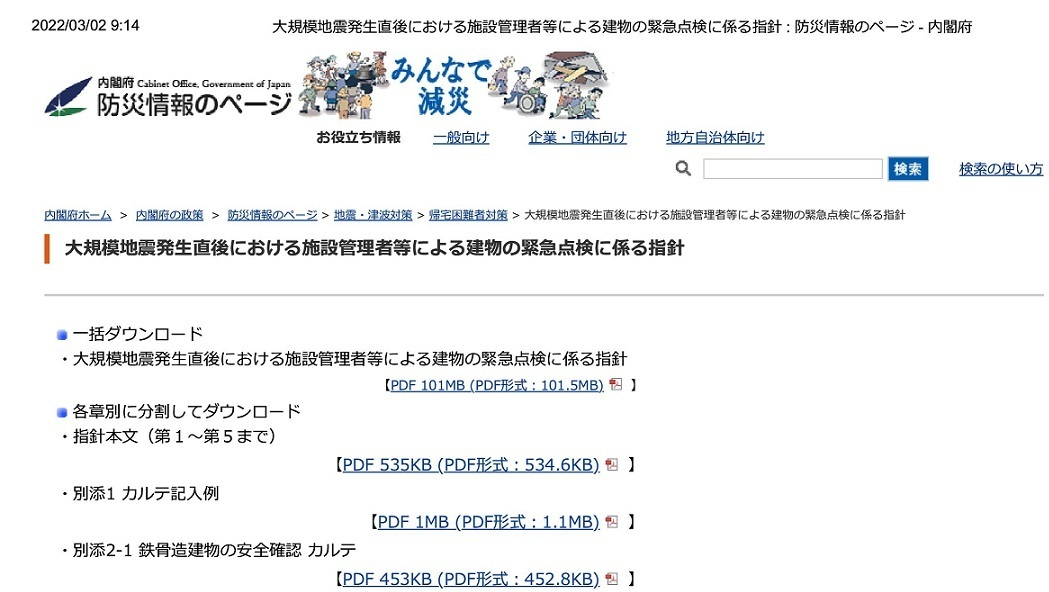 2022/03/02 9:14 大規模地震発生直後における施設管理者等による建物の緊急点検に係る指針 : 防災情報のページ - 内閣府
内閣府 Cabinet Office, Government of Japan
防災情報のページ
みんなで
減災
お役立ち情報 一般向け 企業・団体向け 地方自治体向け
検索 検索の使い方
内閣府ホーム > 内閣府の政策 > 防災情報のページ > 地震・津波対策 > 帰宅困難者対策 > 大規模地震発生直後における施設管理者等による建物の緊急点検に係る指針
大規模地震発生直後における施設管理者等による建物の緊急点検に係る指針
一括ダウンロード
・大規模地震発生直後における施設管理者等による建物の緊急点検に係る指針
【PDF 101MB (PDF形式：101.5MB) 】
各章別に分割してダウンロード
・指針本文（第１～第５まで）
【PDF 535KB (PDF形式：534.6KB) 】
・別添1 カルテ記入例
【PDF 1MB (PDF形式：1.1MB) 】
・別添2-1 鉄骨造建物の安全確認 カルテ
【PDF 453KB (PDF形式：452.8KB) 】